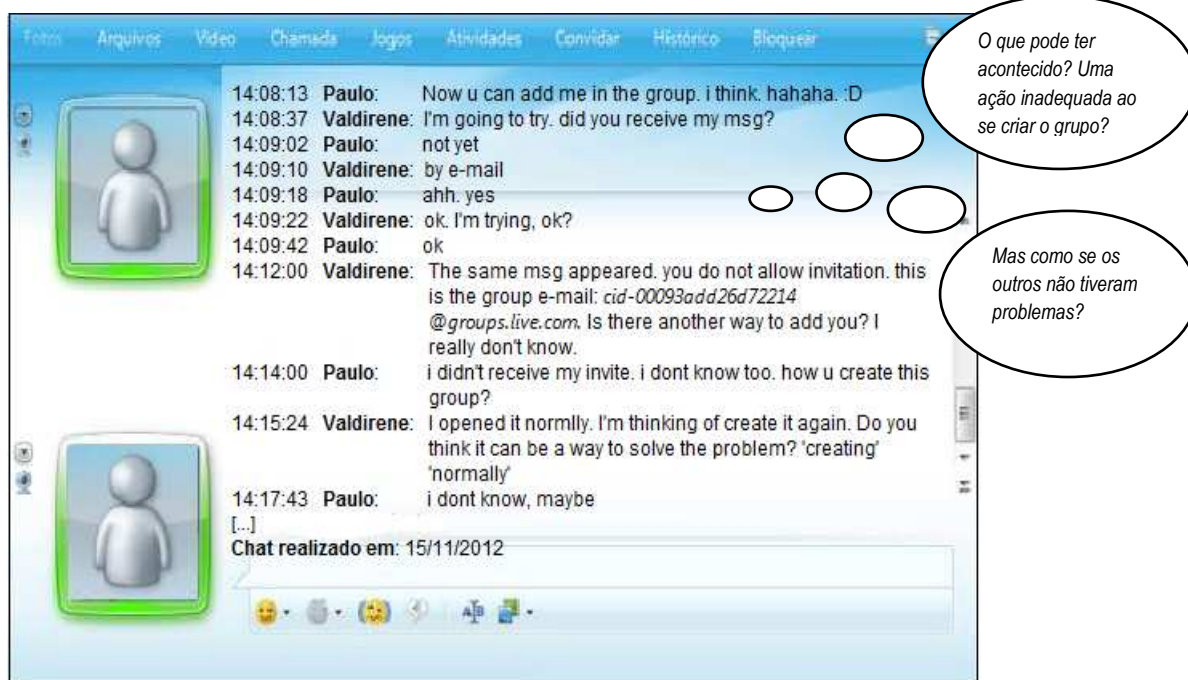 Fotos Arquivos Vídeo Chamada Jogos Atividades Convidar Histórico Bloquear
14:08:13 Paulo: Now u can add me in the group. i think. hahaha. :D
14:08:37 Valdirene: I'm going to try. did you receive my msg?
14:09:02 Paulo: not yet
14:09:10 Valdirene: by e-mail
14:09:18 Paulo: ahh. yes
14:09:22 Valdirene: ok. I'm trying, ok?
14:09:42 Paulo: ok
14:12:00 Valdirene: The same msg appeared. you do not allow invitation. this
is the group e-mail: cid-00093add26d72214
@groups.live.com. Is there another way to add you? I
really don't know.
14:14:00 Paulo: i didn't receive my invite. i dont know too. how u create this
group?
14:15:24 Valdirene: I opened it normlly. I'm thinking of create it again. Do you
think it can be a way to solve the problem? 'creating'
'normally'
14:17:43 Paulo: i dont know, maybe
[...]
Chat realizado em: 15/11/2012
O que pode ter
acontecido? Uma
ação inadequada ao
se criar o grupo?
Mas como se os
outros não tiveram
problemas?